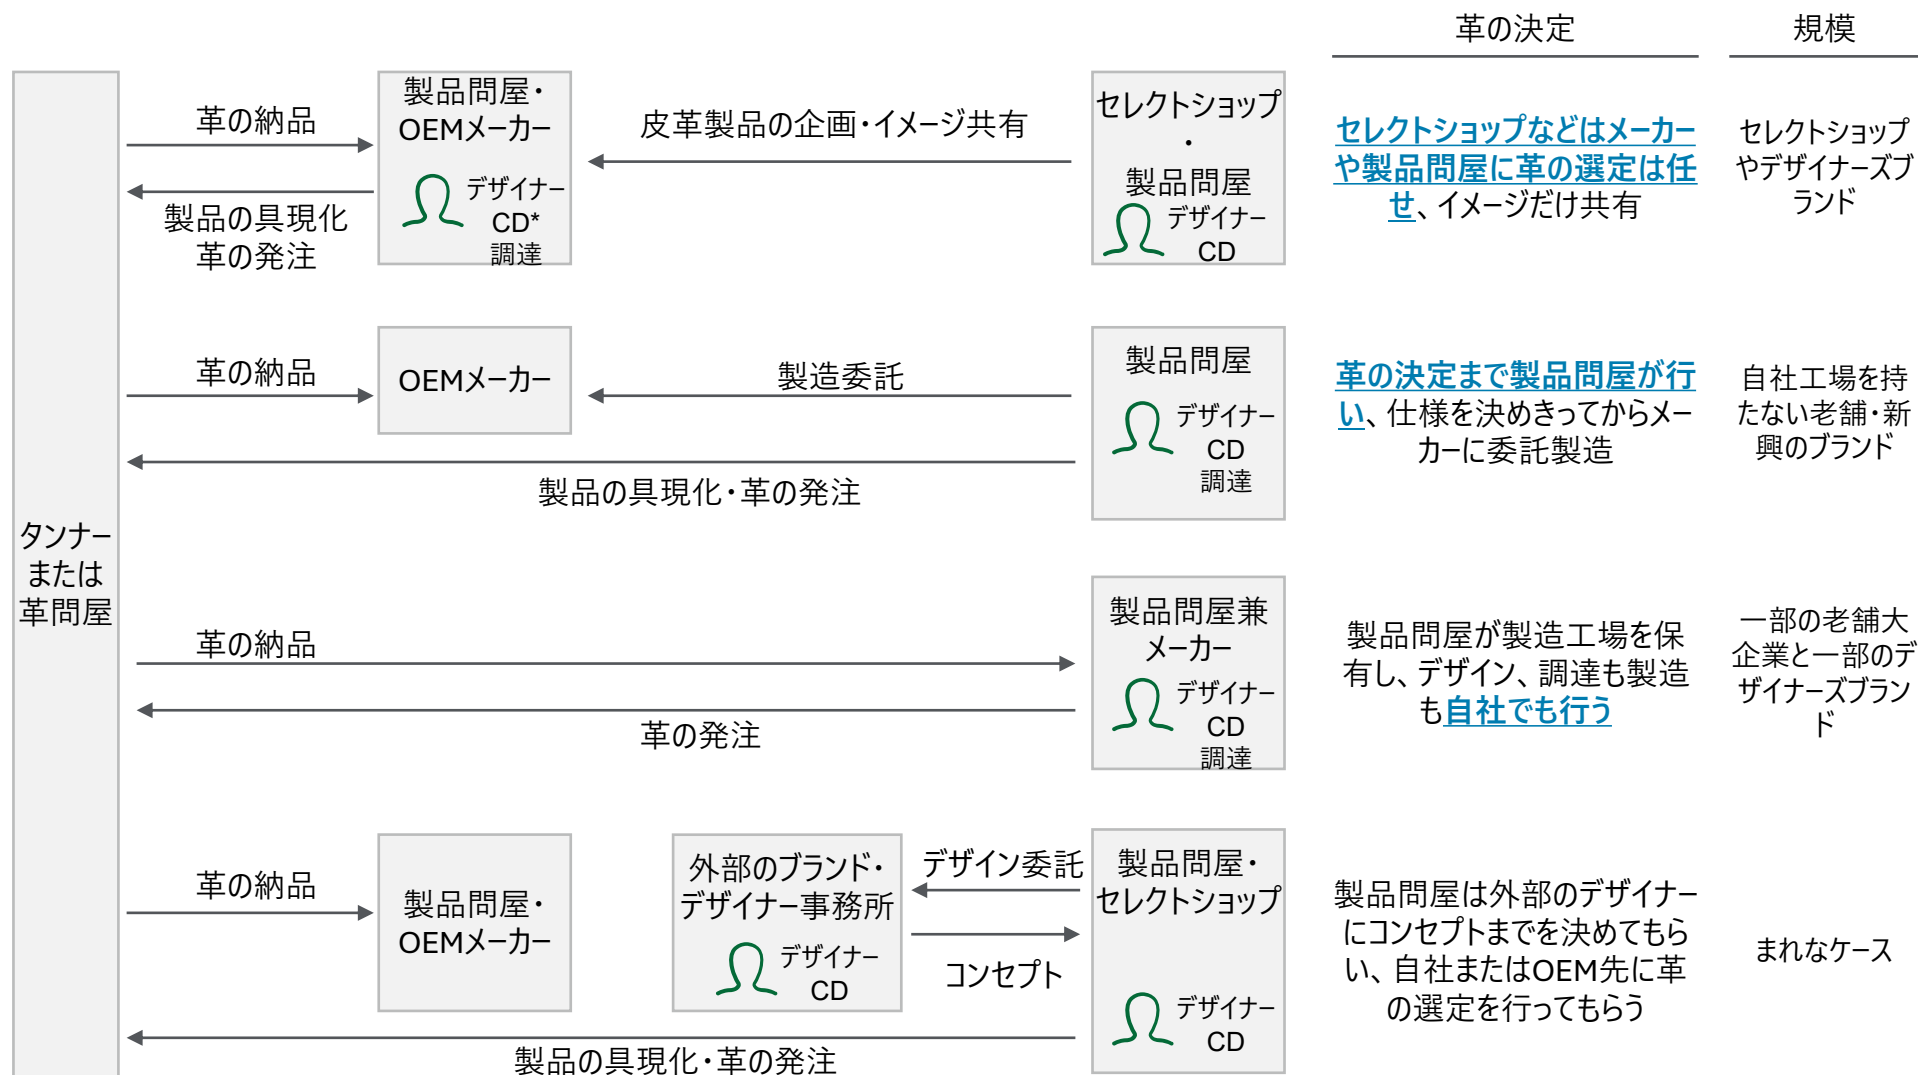 革の決定
規模
タンナー
または
革問屋
革の納品
製品の具現化
革の発注
製品問屋・
OEMメーカー
デザイナー
CD*
調達
皮革製品の企画・イメージ共有
セレクトショップ
・
製品問屋
デザイナー
CD
セレクトショップなどはメーカー
や製品問屋に革の選定は任
せ、イメージだけ共有
セレクトショップ
やデザイナーズブ
ランド
革の納品
OEMメーカー
製造委託
製品の具現化・革の発注
製品問屋
デザイナー
CD
調達
革の決定まで製品問屋が行
い、仕様を決めきってからメー
カーに委託製造
自社工場を持
たない老舗・新
興のブランド
革の納品
革の発注
製品問屋兼
メーカー
デザイナー
CD
調達
製品問屋が製造工場を保
有し、デザイン、調達も製造
も自社でも行う
一部の老舗大
企業と一部のデ
ザイナーズブラン
ド
革の納品
製品問屋・
OEMメーカー
外部のブランド・
デザイナー事務所
デザイナー
CD
デザイン委託
コンセプト
製品の具現化・革の発注
製品問屋・
セレクトショップ
デザイナー
CD
製品問屋は外部のデザイナー
にコンセプトまでを決めてもら
い、自社またはOEM先に革
の選定を行ってもらう
まれなケース